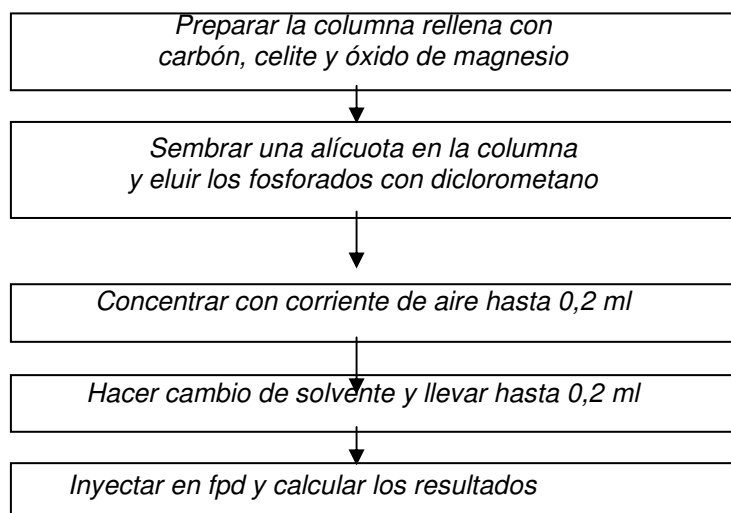 Preparar la columna rellena con
carbón, celite y óxido de magnesio
Sembrar una alícuota en la columna
y eluir los fosforados con diclorometano
Concentrar con corriente de aire hasta 0,2 ml
Hacer cambio de solvente y llevar hasta 0,2 ml
Inyectar en fpd y calcular los resultados